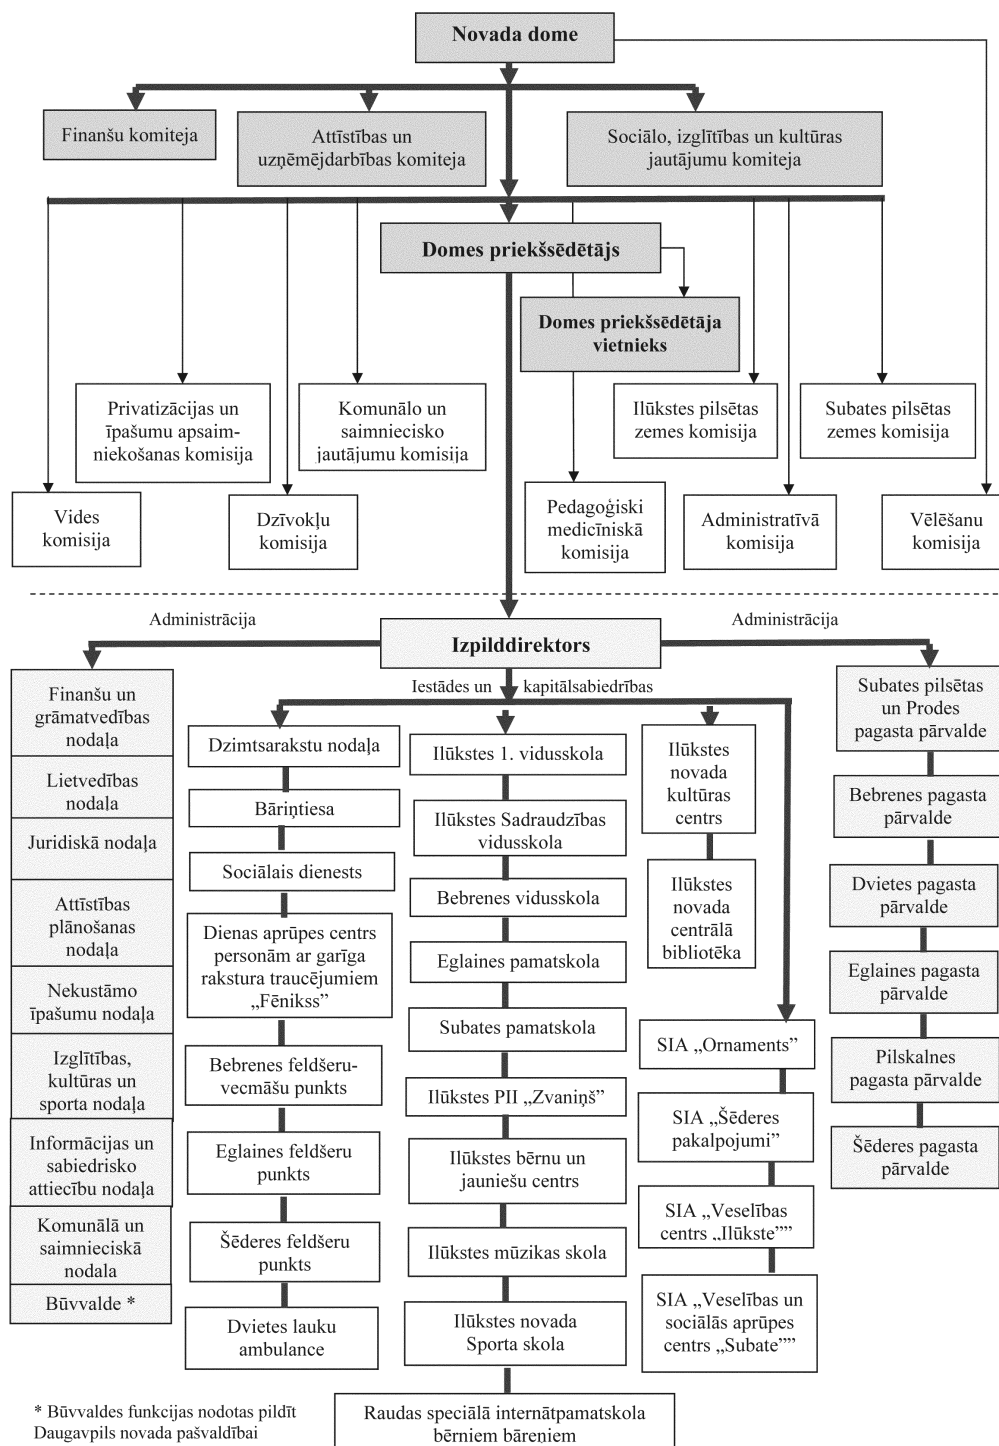 Novada dome
Finanšu komiteja
Attīstības un
uzņēmējdarbības komiteja
Sociālo, izglītības un kultūras
jautājumu komiteja
Domes priekšsēdētājs
Domes priekšsēdētāja
vietnieks
Privatizācijas un
īpašumu apsaim-
niekošanas komisija
Komunālo un
saimniecisko
jautājumu komisija
Ilūkstes pilsētas
zemes komisija
Subates pilsētas
zemes komisija
Vides
komisija
Dzīvokļu
komisija
Pedagoģiski
medicīniskā
komisija
Administratīvā
komisija
Vēlēšanu
komisija
Administrācija
Administrācija
Izpilddirektors
Iestādes un kapitālsabiedrības
Finanšu un
grāmatvedības
nodaļa
Lietvedības
nodaļa
Juridiskā nodaļa
Attīstības
plānošanas
nodaļa
Nekustāmo
īpašumu nodaļa
Izglītības,
kultūras un
sporta nodaļa
Informācijas un
sabiedrisko
attiecību nodaļa
Komunālā un
saimnieciskā
nodala
Būvvalde *
Dzimtsarakstu nodaļa
Bāriņtiesa
Sociālais dienests
Dienas aprūpes centrs
personām ar garīga
rakstura traucējumiem
„Fēnikss”
Bebrenes feldšeru-
vecmāšu punkts
Eglaines feldšeru
punkts
Šēderes feldšeru
punkts
Dvietes lauku
ambulance
Ilūkstes 1. vidusskola
Ilūkstes Sadraudzības
vidusskola
Bebrenes vidusskola
Eglaines pamatskola
Subates pamatskola
Ilūkstes PII „Zvaniņš”
Ilūkstes bērnu un
jauniešu centrs
Ilūkstes mūzikas skola
Ilūkstes novada
Sporta skola
Raudas speciālā internātpamatskola
bērniem bāreņiem
Ilūkstes
novada
kultūras
centrs
Ilūkstes
novada
centrālā
bibliotēka
SIA „Ornaments”
SIA „Šēderes
pakalpojumi”
SIA „Veselības
centrs „Ilūkste””
SIA „Veselības un
sociālās aprūpes
centrs „Subate””
Subates pilsētas
un Prodes
pagasta pārvalde
Bebrenes pagasta
pārvalde
Dvietes pagasta
pārvalde
Eglaines pagasta
pārvalde
Pilskalnes
pagasta pārvalde
Šēderes pagasta
pārvalde
* Būvvaldes funkcijas nodotas pildīt
Daugavpils novada pašvaldībai